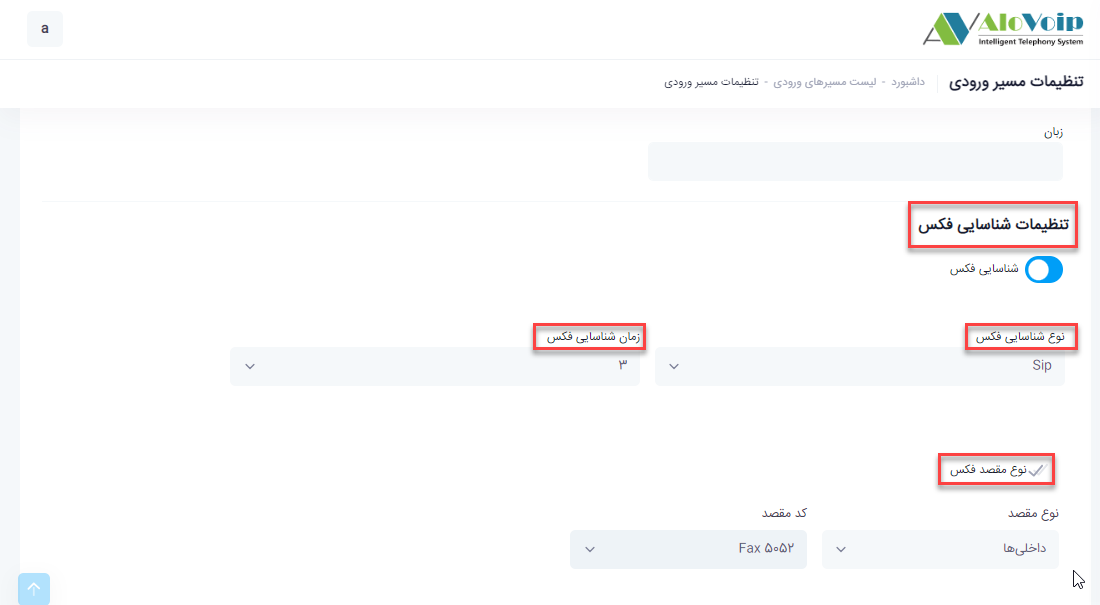 AloVoip
Intelligent Telephony System
a
تنظیمات مسیر ورودی
داشبورد - لیست مسیرهای ورودی - تنظیمات مسیر ورودی
زبان
تنظیمات شناسایی فکس
شناسایی فکس
نوع شناسایی فکس
زمان شناسایی فکس
Sip
۳
نوع مقصد فکس
نوع مقصد
کد مقصد
داخلی‌ها
Fax ۵۰۵۲